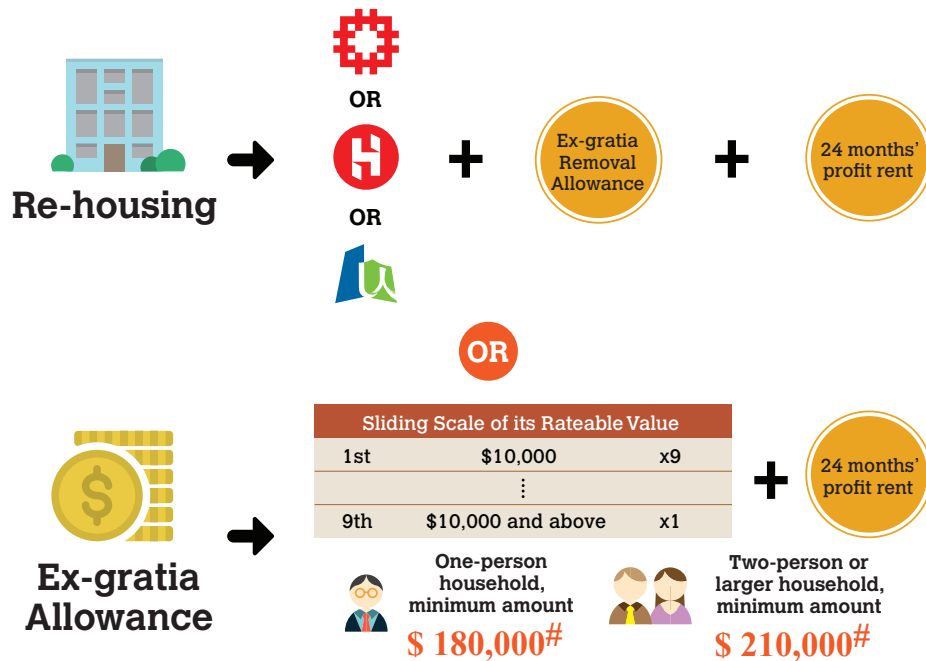 OR
H
OR
Re-housing
+
Ex-gratia
Removal
Allowance
+
24 months'
profit rent
OR
Sliding Scale of its Rateable Value
1st $10,000 x9
⋮
9th $10,000 and above x1
+
24 months'
profit rent
$
Ex-gratia
Allowance
One-person
household,
minimum amount
$ 180,000#
Two-person or
larger household,
minimum amount
$ 210,000#